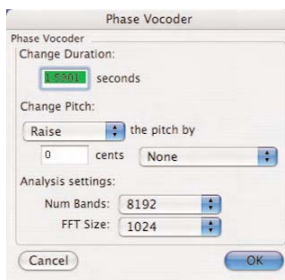 Phase Vocoder
Phase Vocoder
Change Duration:
seconds
Change Pitch:
Raise the pitch by
0 cents None
Analysis settings:
Num Bands: 8192
FFT Size: 1024
Cancel OK